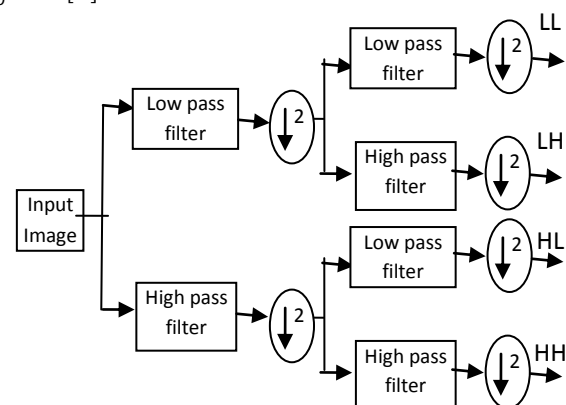 LL
Low pass
filter
2
Low pass
filter
2
High pass
filter
2
LH
Input
Image
Low pass
filter
2
HL
High pass
filter
2
High pass
filter
2
HH